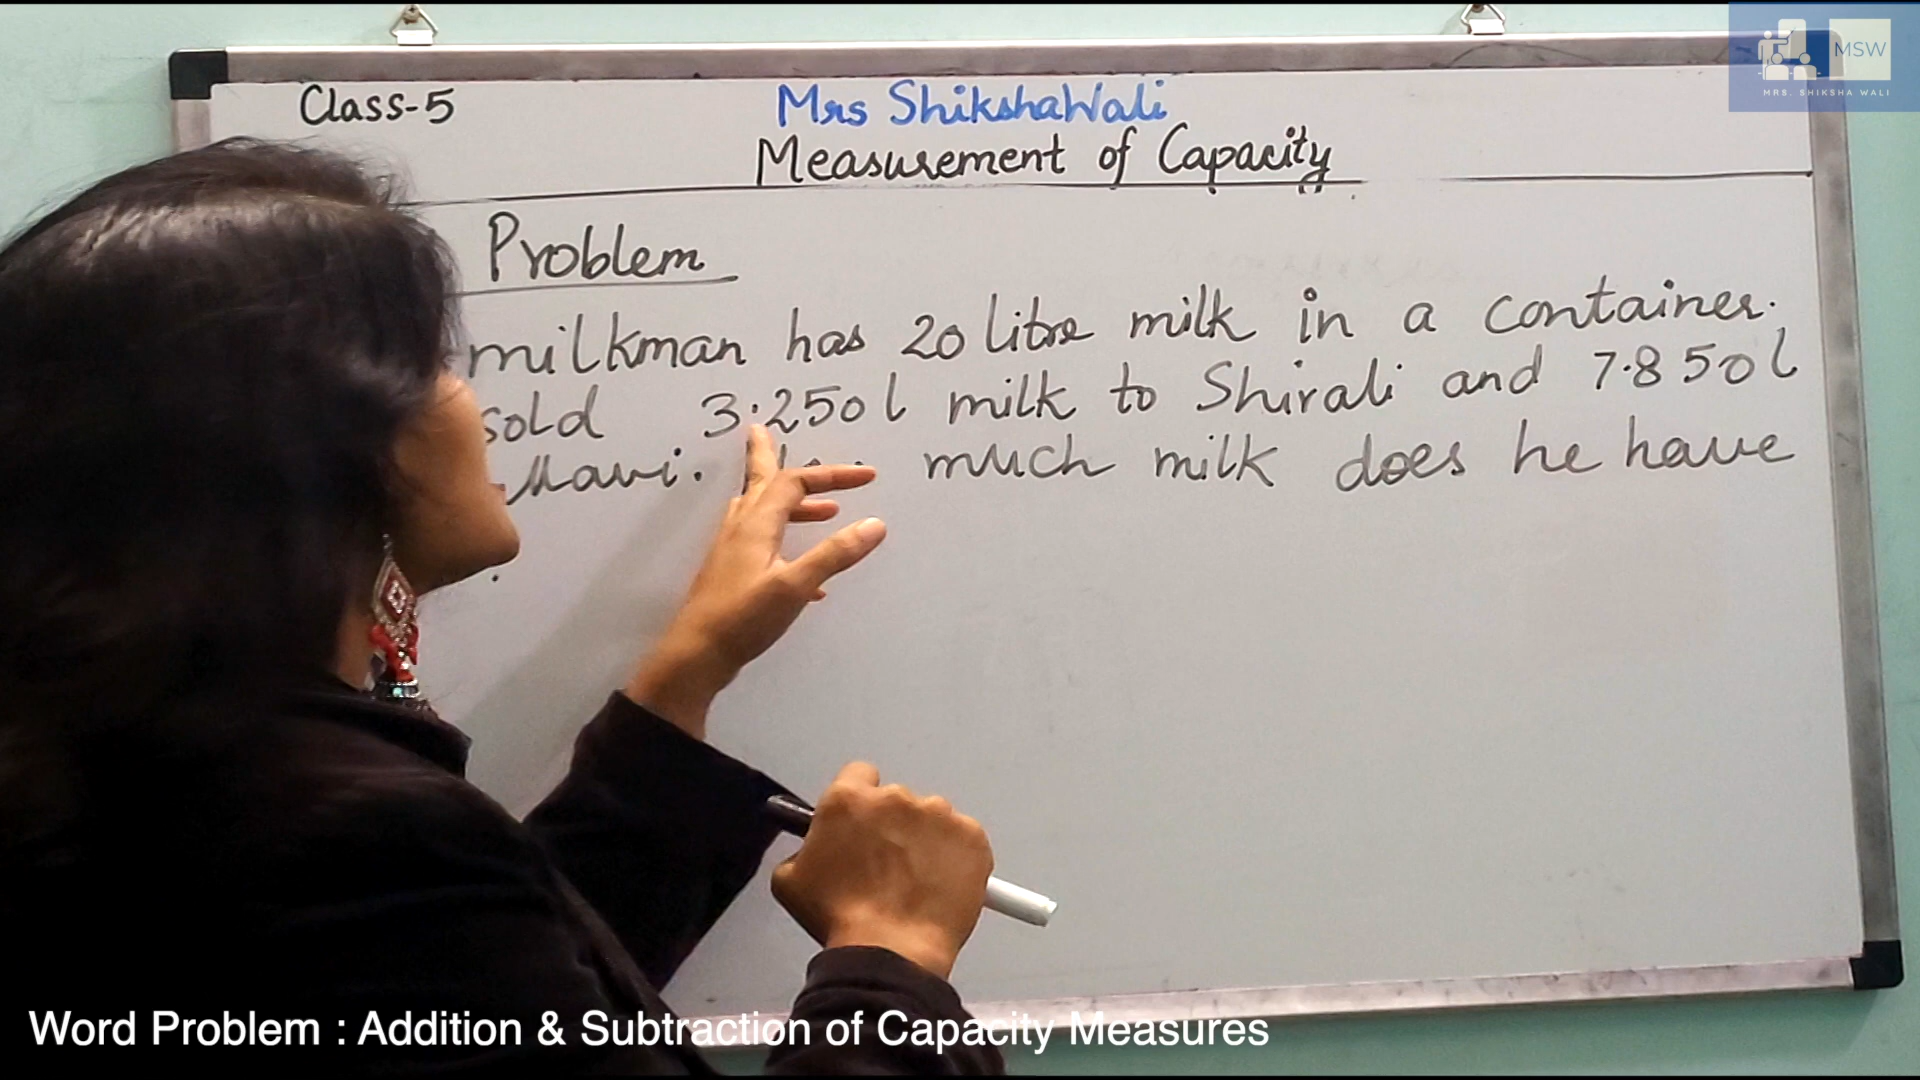 MSW
MRS. SHIKSHA WALI
Class-5
Mrs ShikshaWali
Measurement of Capacity
Problem
milkman has 20 litre milk in a container.
sold 3.250 l milk to Shirali and 7.850 l
much milk does he have
Word Problem : Addition & Subtraction of Capacity Measures